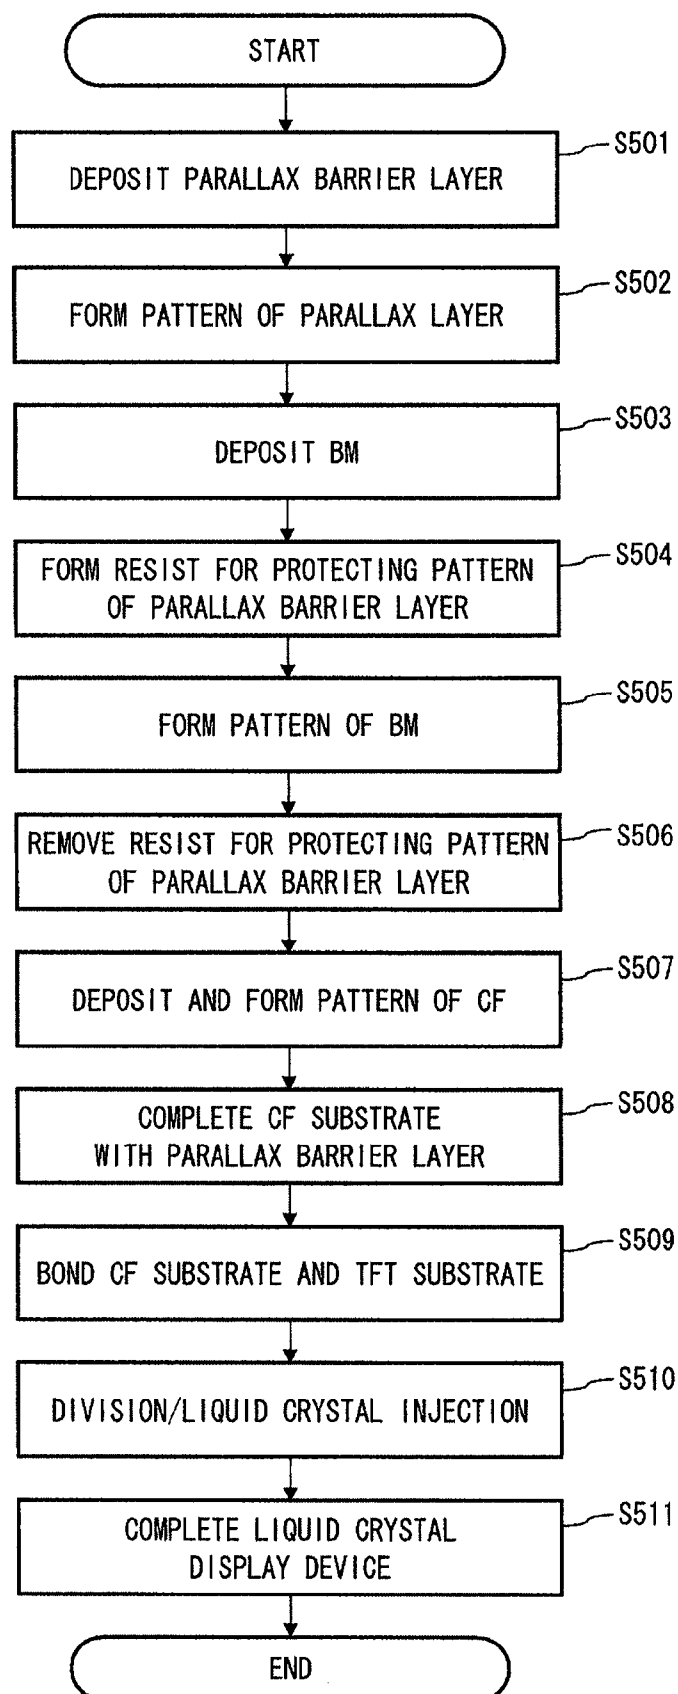 START
DEPOSIT PARALLAX BARRIER LAYER
S501
FORM PATTERN OF PARALLAX LAYER
S502
DEPOSIT BM
S503
FORM RESIST FOR PROTECTING PATTERN
OF PARALLAX BARRIER LAYER
S504
FORM PATTERN OF BM
S505
REMOVE RESIST FOR PROTECTING PATTERN
OF PARALLAX BARRIER LAYER
S506
DEPOSIT AND FORM PATTERN OF CF
S507
COMPLETE CF SUBSTRATE
WITH PARALLAX BARRIER LAYER
S508
BOND CF SUBSTRATE AND TFT SUBSTRATE
S509
DIVISION/LIQUID CRYSTAL INJECTION
S510
COMPLETE LIQUID CRYSTAL
DISPLAY DEVICE
S511
END